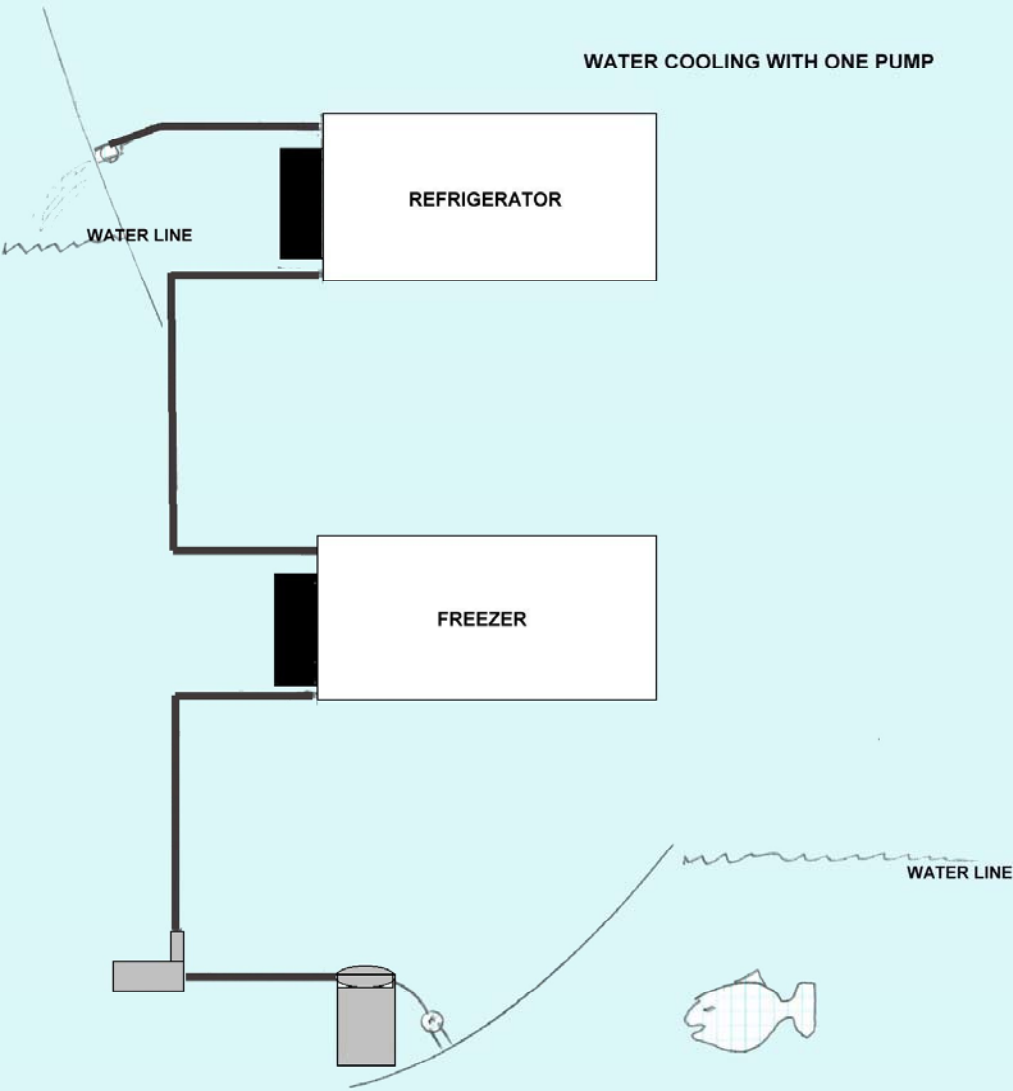 WATER COOLING WITH ONE PUMP
REFRIGERATOR
WATER LINE
FREEZER
WATER LINE